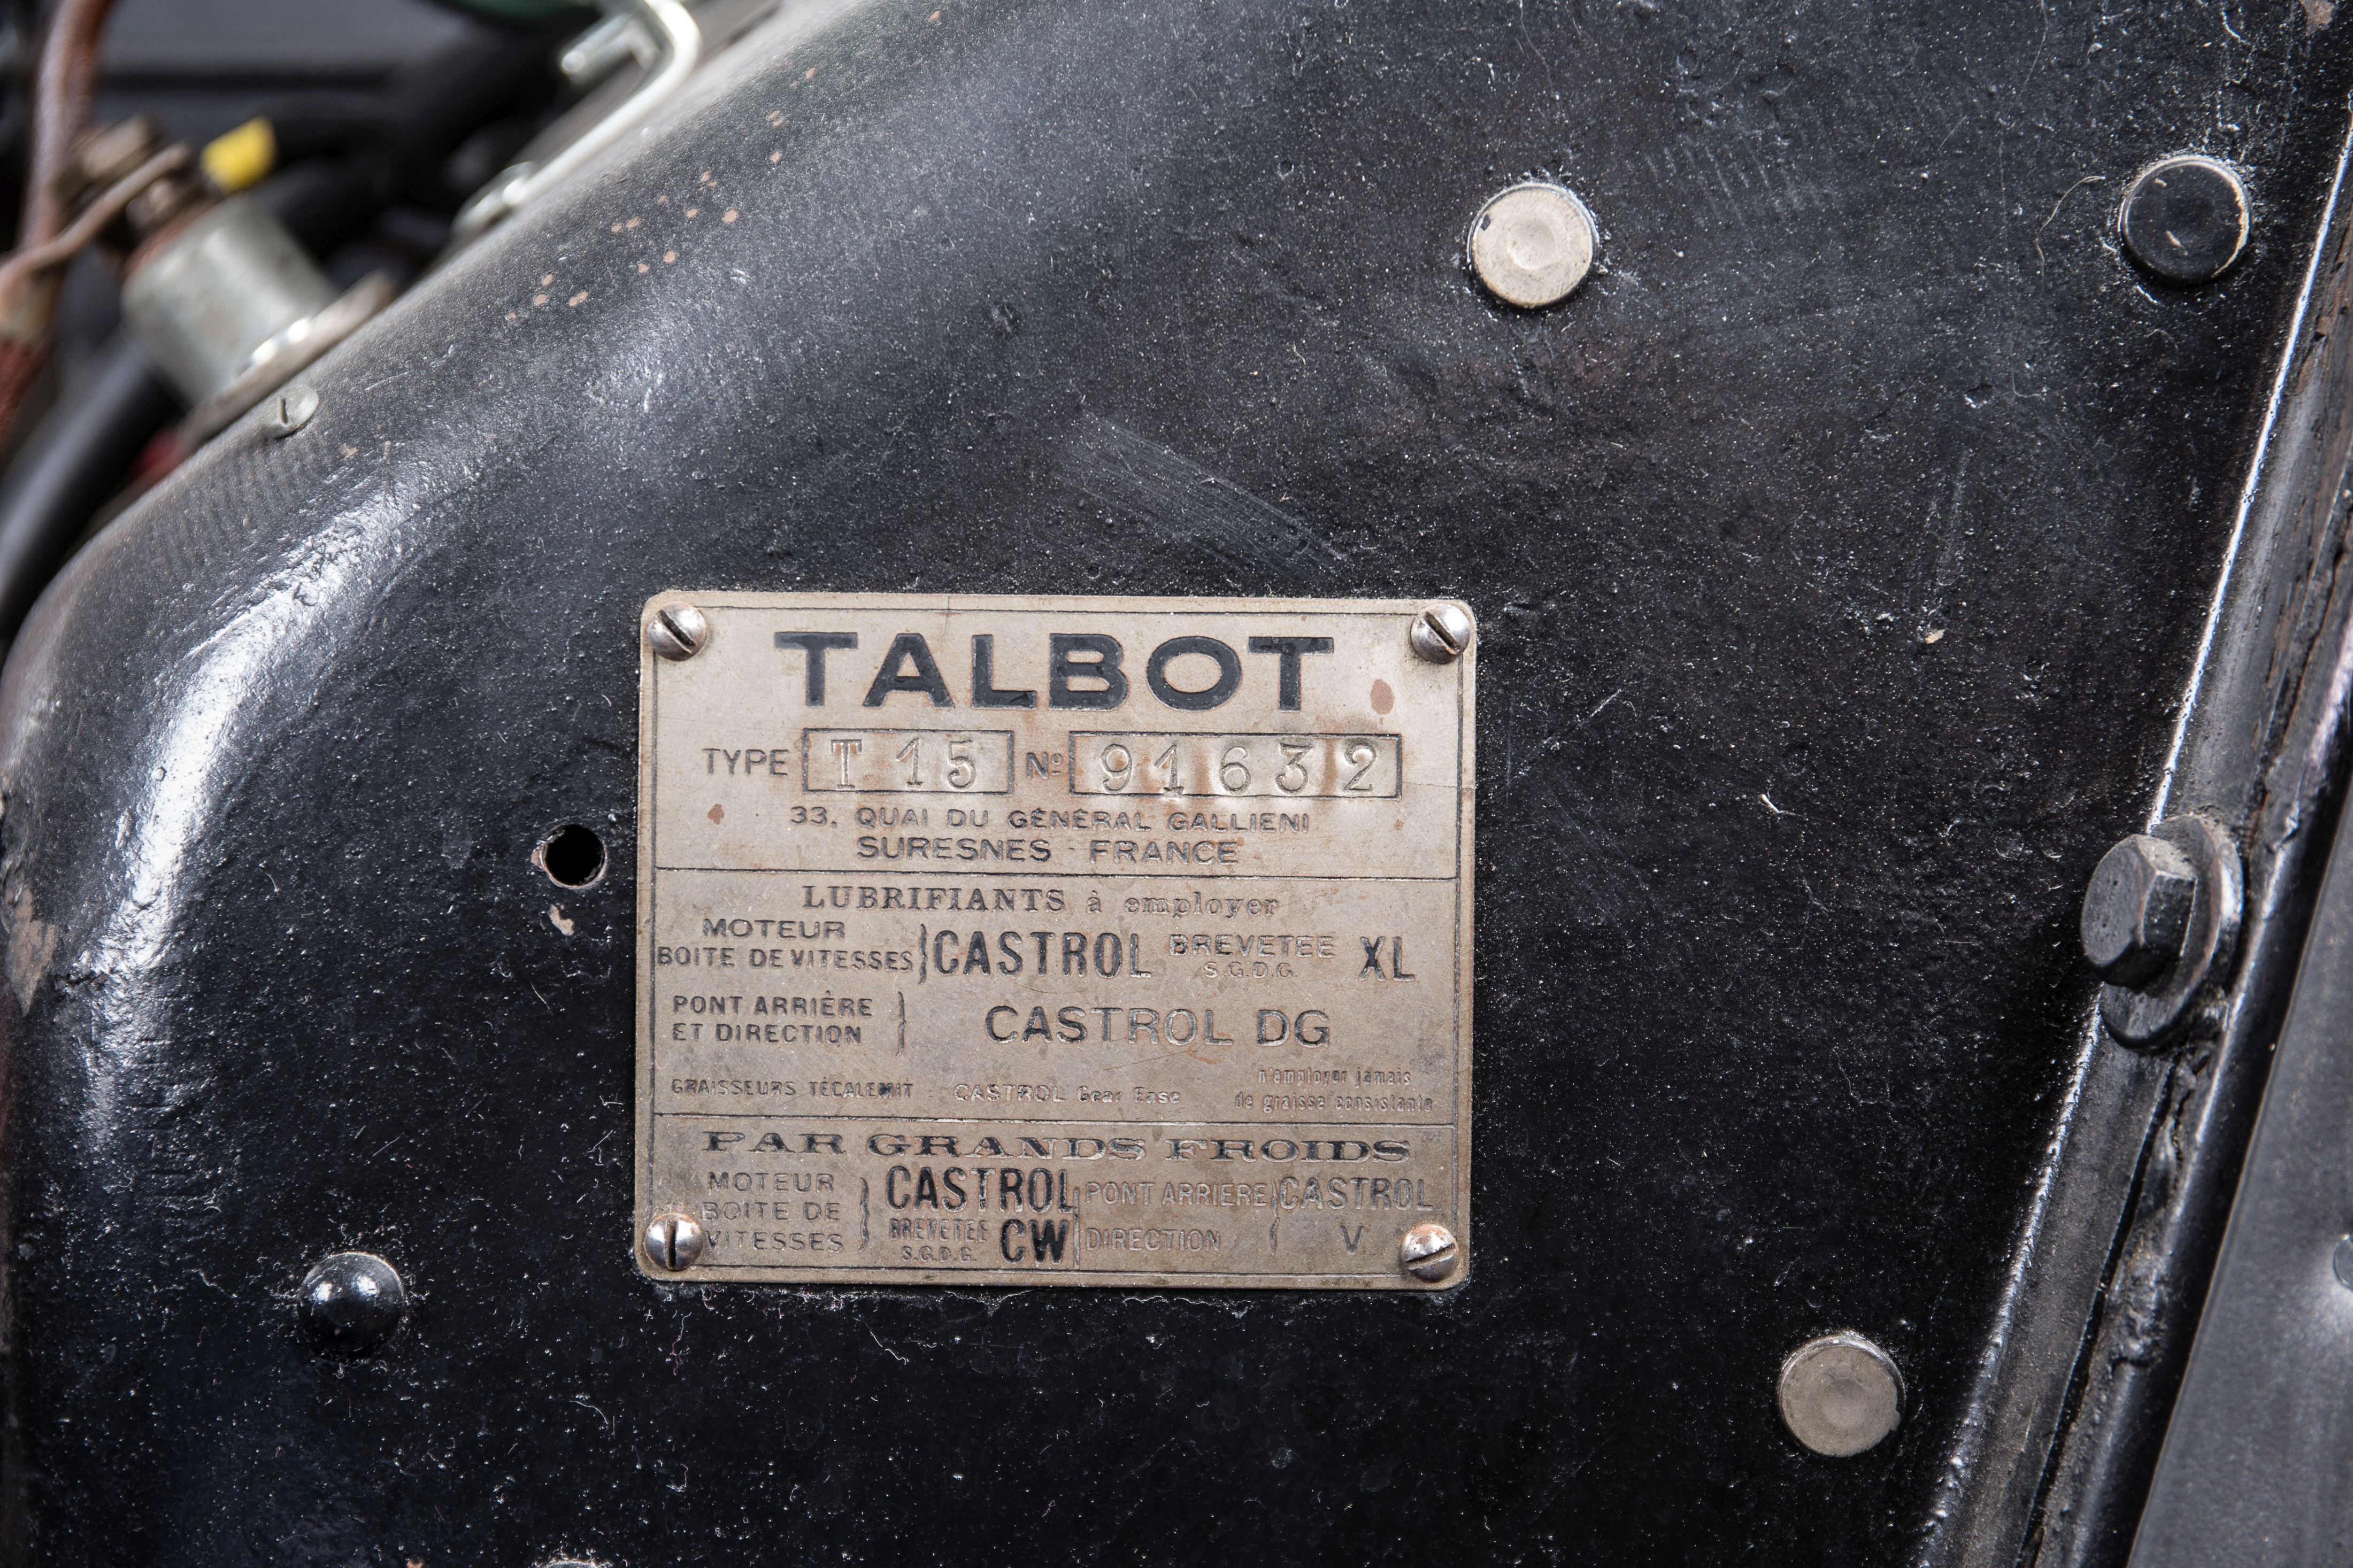 TALBOT
TYPE T 15 Nº 91632
33, QUAI DU GÉNÉRAL GALLIENI
SURESNES - FRANCE
LUBRIFIANTS à employer
MOTEUR
BOITE DE VITESSES } CASTROL BREVETEE S.G.D.G. XL
PONT ARRIÈRE
ET DIRECTION } CASTROL DG
GRAISSEURS TÉCALEMIT : CASTROL Gear Ease n'employer jamais
de graisse consistante
PAR GRANDS FROIDS
MOTEUR
BOITE DE
VITESSES } CASTROL
BREVETEE S.G.D.G. CW
PONT ARRIERE
DIRECTION } CASTROL
V